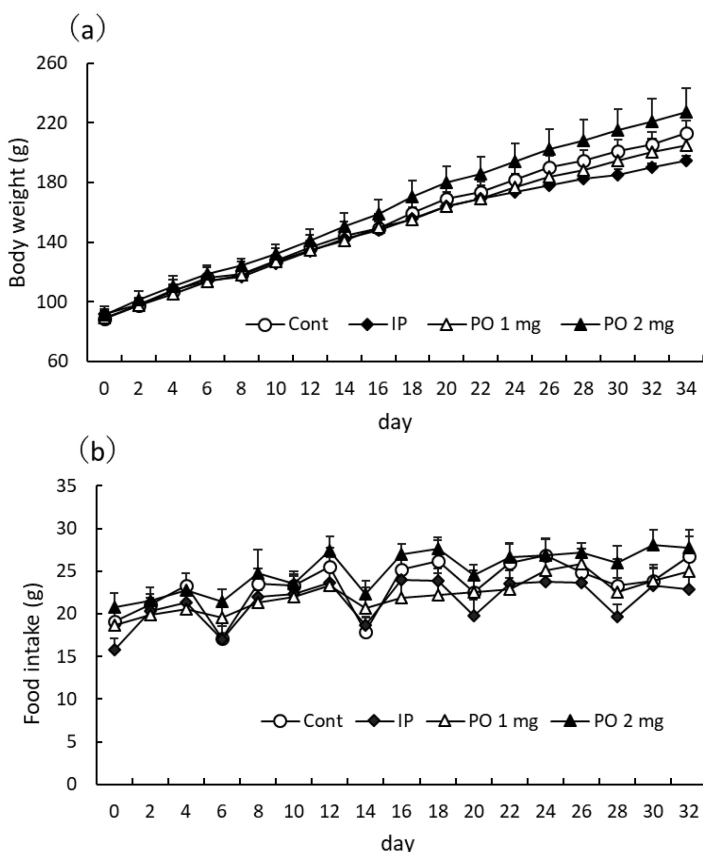 (a)
260
220
180
140
100
60
Body weight (g)
Cont IP PO 1 mg PO 2 mg
0 2 4 6 8 10 12 14 16 18 20 22 24 26 28 30 32 34
day
(b)
35
30
25
20
15
10
5
0
Food intake (g)
Cont IP PO 1 mg PO 2 mg
0 2 4 6 8 10 12 14 16 18 20 22 24 26 28 30 32
day